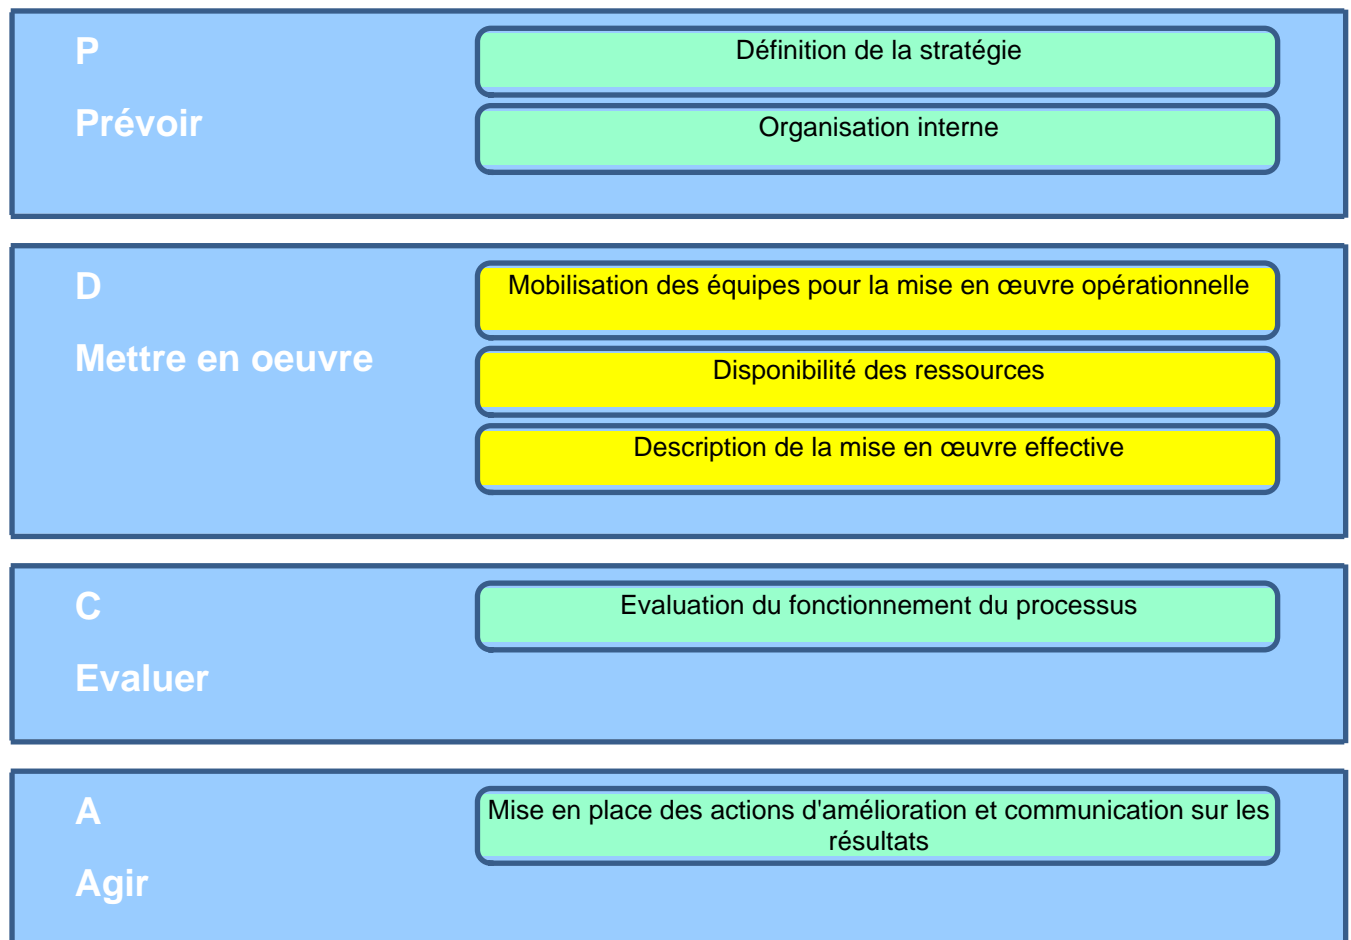 P
Prévoir
Définition de la stratégie
Organisation interne
D
Mettre en oeuvre
Mobilisation des équipes pour la mise en œuvre opérationnelle
Disponibilité des ressources
Description de la mise en œuvre effective
C
Evaluer
Evaluation du fonctionnement du processus
A
Agir
Mise en place des actions d'amélioration et communication sur les
résultats